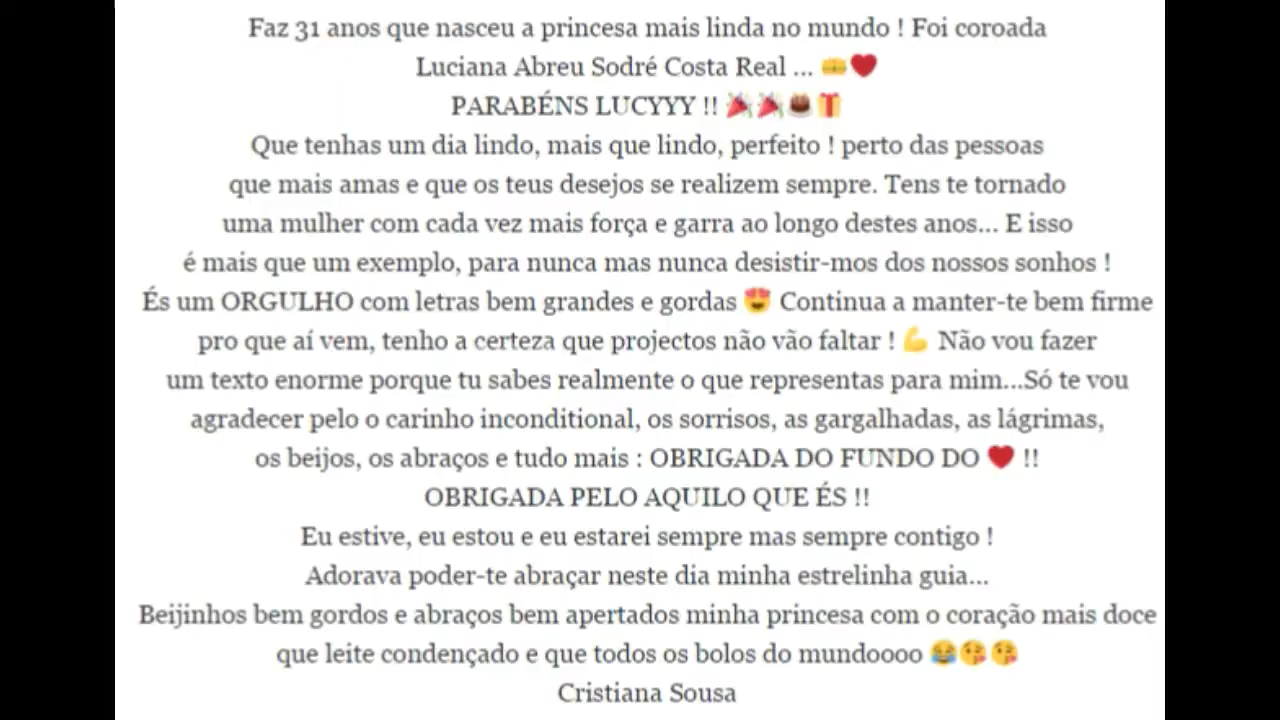 Faz 31 anos que nasceu a princesa mais linda no mundo ! Foi coroada
Luciana Abreu Sodré Costa Real ... 👑❤
PARABÉNS LUCYYY !! 🎉🎉🎂🎁
Que tenhas um dia lindo, mais que lindo, perfeito ! perto das pessoas
que mais amas e que os teus desejos se realizem sempre. Tens te tornado
uma mulher com cada vez mais força e garra ao longo destes anos... E isso
é mais que um exemplo, para nunca mas nunca desistir-mos dos nossos sonhos !
És um ORGULHO com letras bem grandes e gordas 😍 Continua a manter-te bem firme
pro que aí vem, tenho a certeza que projectos não vão faltar ! 💪 Não vou fazer
um texto enorme porque tu sabes realmente o que representas para mim...Só te vou
agradecer pelo o carinho inconditional, os sorrisos, as gargalhadas, as lágrimas,
os beijos, os abraços e tudo mais : OBRIGADA DO FUNDO DO ❤ !!
OBRIGADA PELO AQUILO QUE ÉS !!
Eu estive, eu estou e eu estarei sempre mas sempre contigo !
Adorava poder-te abraçar neste dia minha estrelinha guia...
Beijinhos bem gordos e abraços bem apertados minha princesa com o coração mais doce
que leite condençado e que todos os bolos do mundoooo 😂😘😘
Cristiana Sousa